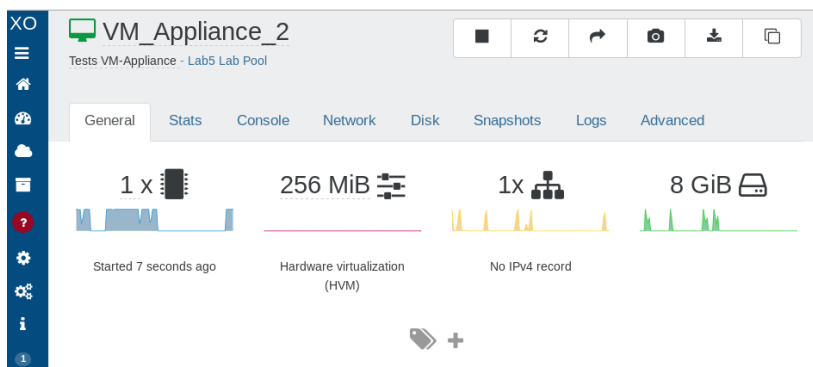 XO
VM_Appliance_2
Tests VM-Appliance - Lab5 Lab Pool
General Stats Console Network Disk Snapshots Logs Advanced
1 x 256 MiB 1x 8 GiB
Started 7 seconds ago
Hardware virtualization
(HVM)
No IPv4 record
?
i
1
+